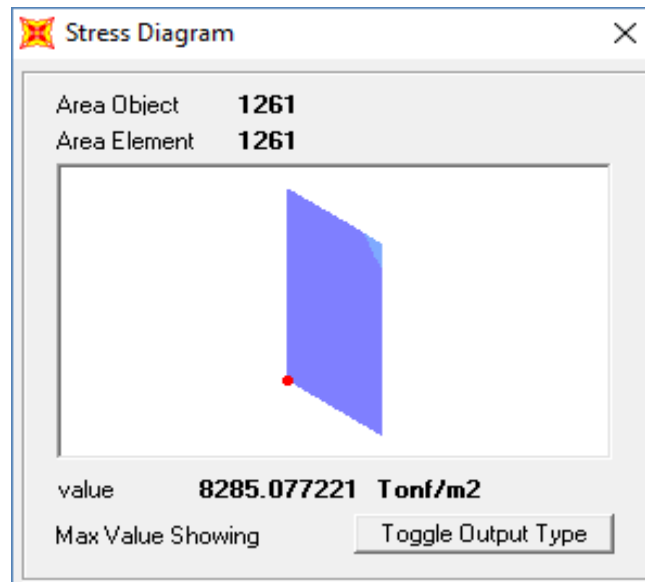 Stress Diagram
Area Object 1261
Area Element 1261
value 8285.077221 Tonf/m2
Max Value Showing Toggle Output Type